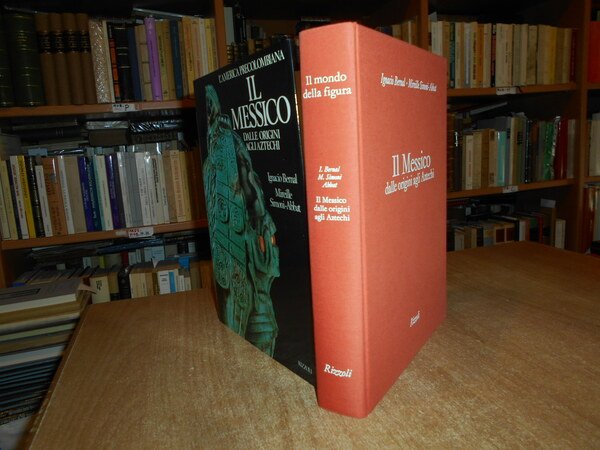 L'AMERICA PRECOLOMBIANA
IL
MESSICO
DALLE ORIGINI
AGLI AZTECHI
Ignacio Bernal
Mireille
Simoni-Abbat
RIZZOLI
Il mondo
della figura
I. Bernal
M. Simoni
Abbat
Il Messico
dalle origini
agli Aztechi
Rizzoli
Ignacio Bernal - Mireille Simoni-Abbat
Il Messico
dalle origini agli Aztechi
Rizzoli